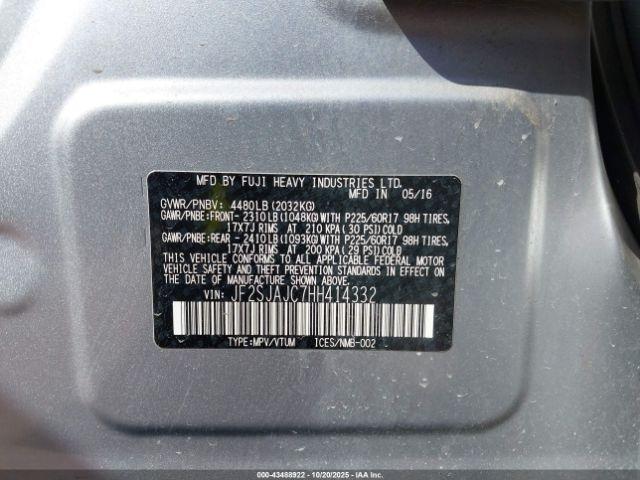 MFD BY FUJI HEAVY INDUSTRIES LTD.
MFD IN 05/16
GVWR/PNBV: 4480LB(2032KG)
GAWR/PNBE:FRONT- 2310LB(1048KG)WITH P225/60R17 98H TIRES,
17X7J RIMS AT 210 KPA(30 PSI)COLD
GAWR/PNBE:REAR - 2410LB(1093KG)WITH P225/60R17 98H TIRES,
17X7J RIMS AT 200 KPA(29 PSI)COLD
THIS VEHICLE CONFORMS TO ALL APPLICABLE FEDERAL MOTOR
VEHICLE SAFETY AND THEFT PREVENTION STANDARDS IN EFFECT
ON THE DATE OF MANUFACTURE SHOWN ABOVE.
VIN: JF2SJAJC7HH414332
TYPE:MPV/VTUM ICES/NMB-002
000-43488922 - 10/20/2025 - IAAI.COM